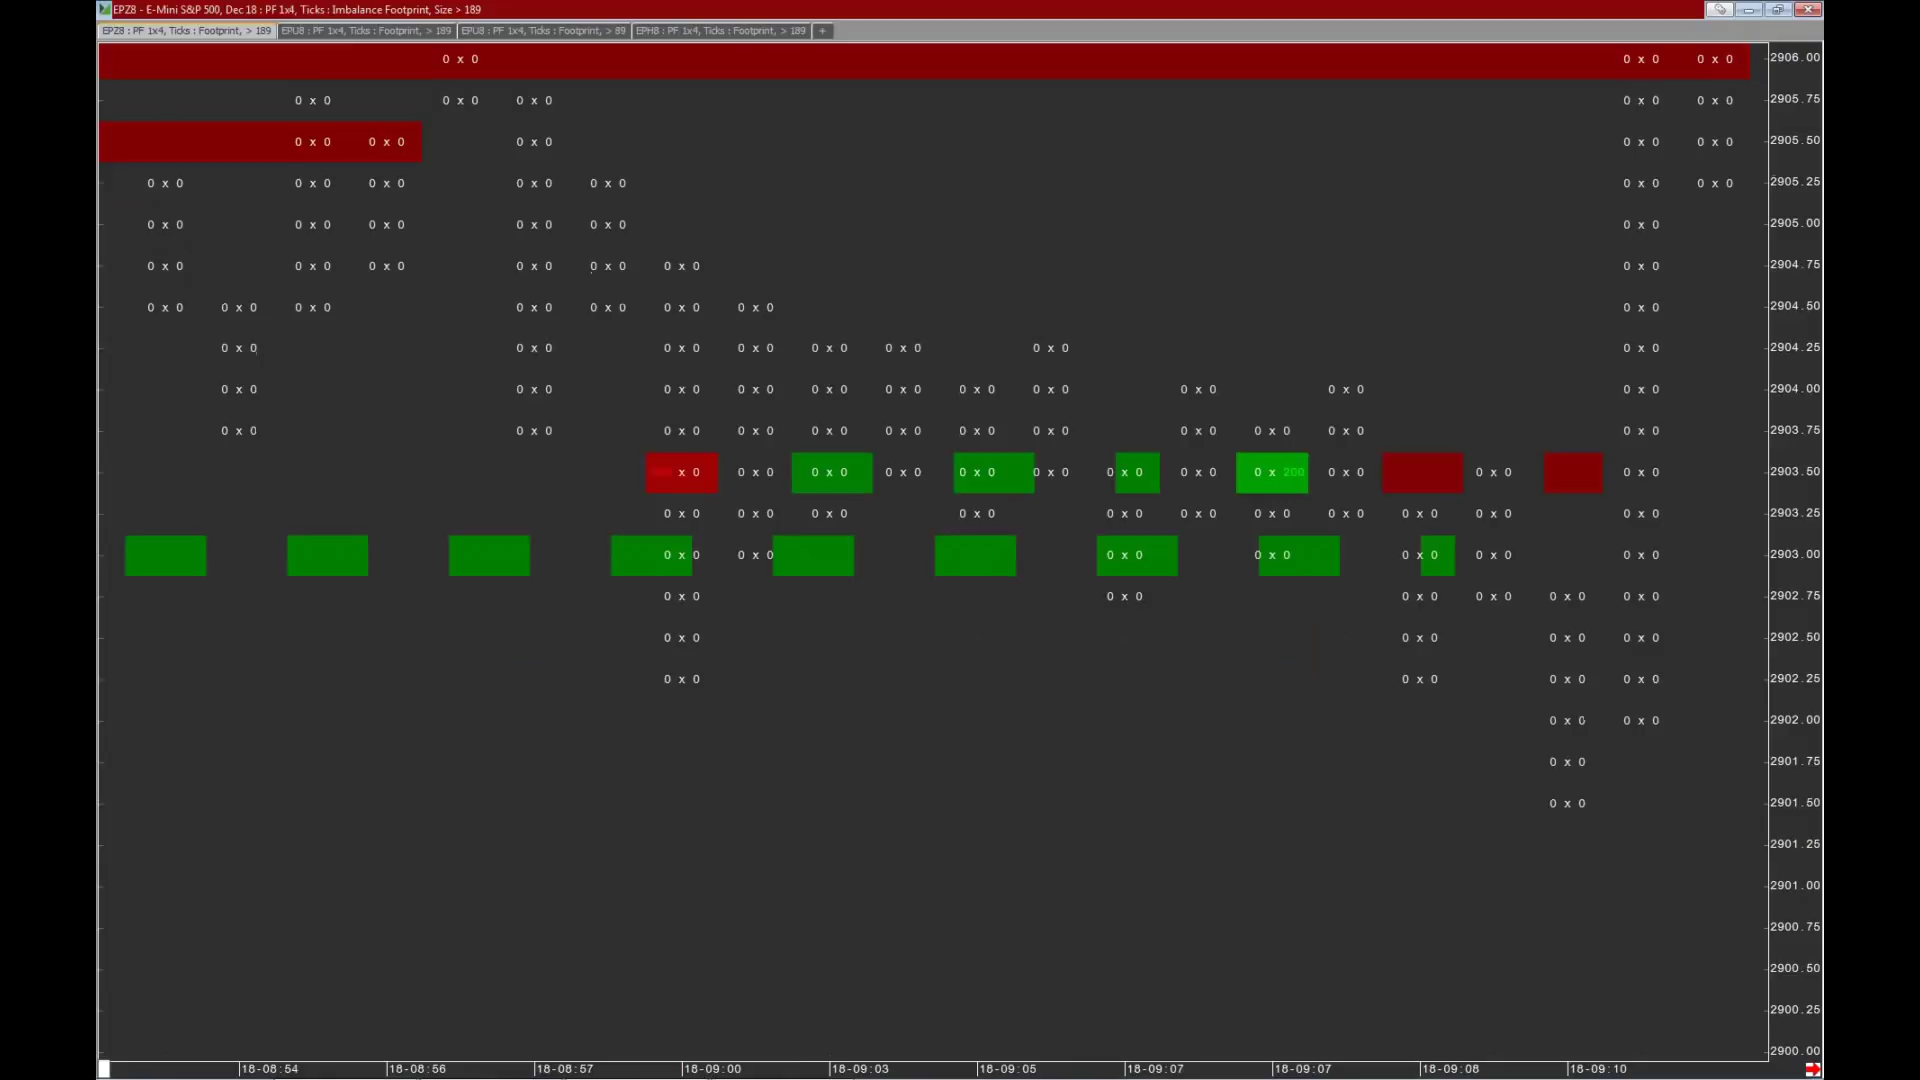 EPZ8 - E-Mini S&P 500, Dec 18 : PF 1x4, Ticks : Imbalance Footprint, Size > 189
EPZ8 : PF 1x4, Ticks : Footprint, > 189 EPU8 : PF 1x4, Ticks : Footprint, > 189 EPU8 : PF 1x4, Ticks : Footprint, > 89 EPH8 : PF 1x4, Ticks : Footprint, > 189 +
0 x 0 0 x 0 0 x 0 2906.00
0 x 0 0 x 0 0 x 0 0 x 0 0 x 0 2905.75
0 x 0 0 x 0 0 x 0 0 x 0 0 x 0 2905.50
0 x 0 0 x 0 0 x 0 0 x 0 0 x 0 0 x 0 0 x 0 2905.25
0 x 0 0 x 0 0 x 0 0 x 0 0 x 0 0 x 0 2905.00
0 x 0 0 x 0 0 x 0 0 x 0 0 x 0 0 x 0 0 x 0 2904.75
0 x 0 0 x 0 0 x 0 0 x 0 0 x 0 0 x 0 0 x 0 0 x 0 2904.50
0 x 0 0 x 0 0 x 0 0 x 0 0 x 0 0 x 0 0 x 0 0 x 0 2904.25
0 x 0 0 x 0 0 x 0 0 x 0 0 x 0 0 x 0 0 x 0 0 x 0 0 x 0 0 x 0 0 x 0 2904.00
0 x 0 0 x 0 0 x 0 0 x 0 0 x 0 0 x 0 0 x 0 0 x 0 0 x 0 0 x 0 0 x 0 0 x 0 2903.75
x 0 0 x 0 0 x 0 0 x 0 0 x 0 0 x 0 0 x 0 0 x 0 0 x 200 0 x 0 0 x 0 0 x 0 2903.50
0 x 0 0 x 0 0 x 0 0 x 0 0 x 0 0 x 0 0 x 0 0 x 0 0 x 0 0 x 0 0 x 0 2903.25
0 x 0 0 x 0 0 x 0 0 x 0 0 x 0 0 x 0 0 x 0 2903.00
0 x 0 0 x 0 0 x 0 0 x 0 0 x 0 0 x 0 2902.75
0 x 0 0 x 0 0 x 0 0 x 0 2902.50
0 x 0 0 x 0 0 x 0 0 x 0 2902.25
0 x 0 0 x 0 2902.00
0 x 0 2901.75
0 x 0 2901.50
2901.25
2901.00
2900.75
2900.50
2900.25
2900.00
18-08:54 18-08:56 18-08:57 18-09:00 18-09:03 18-09:05 18-09:07 18-09:07 18-09:08 18-09:10